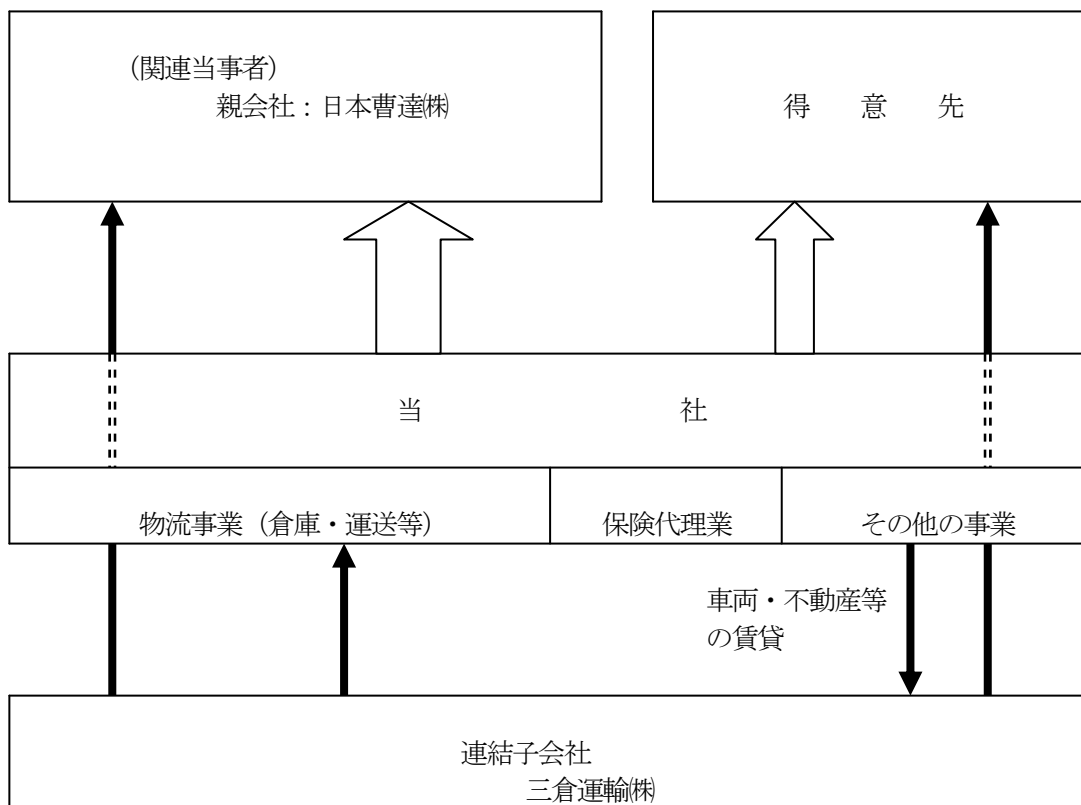 (関連当事者)
親会社:日本曹達㈱
得 意 先
当 社
物流事業(倉庫・運送等)
保険代理業
その他の事業
車両・不動産等
の賃貸
連結子会社
三倉運輸㈱